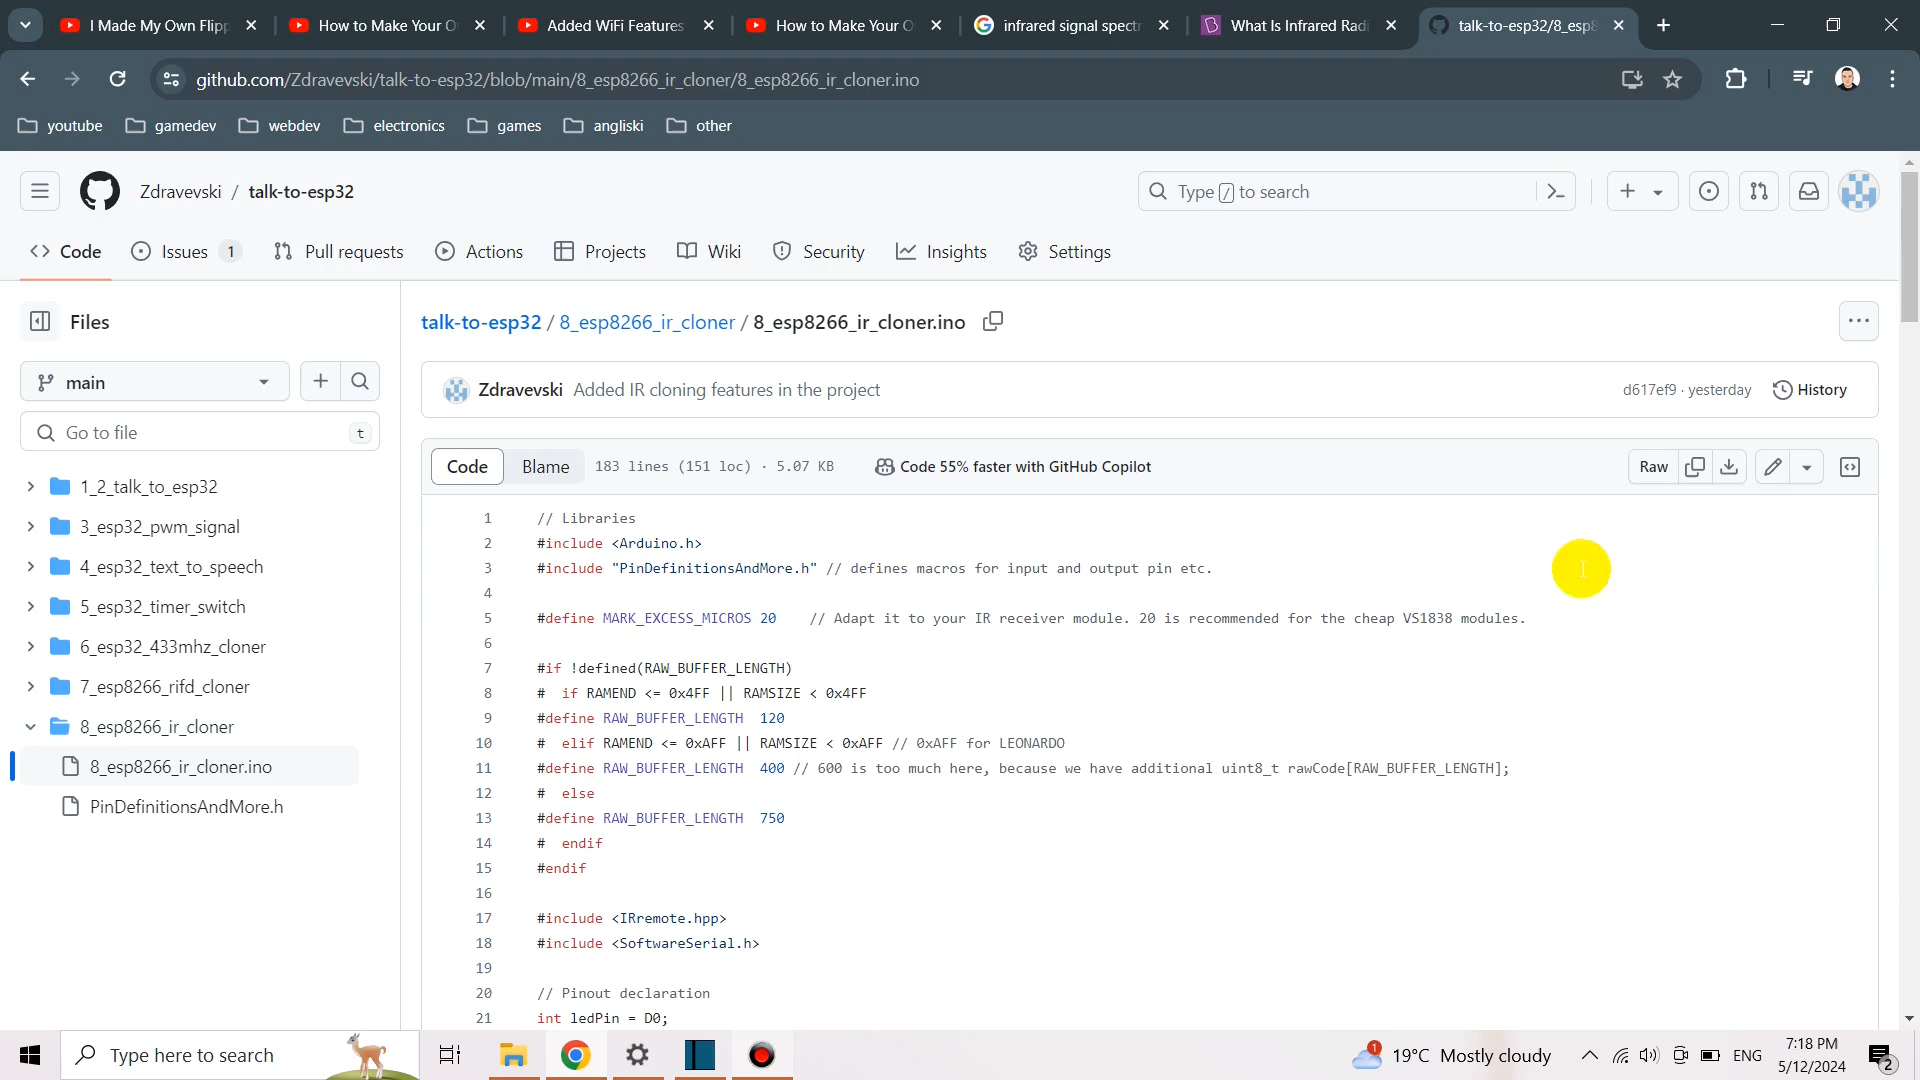 I Made My Own Flipp
How to Make Your O
Added WiFi Features
How to Make Your O
infrared signal spectr
What Is Infrared Radi
talk-to-esp32/8_esp8
github.com/Zdravevski/talk-to-esp32/blob/main/8_esp8266_ir_cloner/8_esp8266_ir_cloner.ino
youtube
gamedev
webdev
electronics
games
angliski
other
Zdravevski / talk-to-esp32
Type / to search
Code
Issues 1
Pull requests
Actions
Projects
Wiki
Security
Insights
Settings
Files
main
Go to file
t
1_2_talk_to_esp32
3_esp32_pwm_signal
4_esp32_text_to_speech
5_esp32_timer_switch
6_esp32_433mhz_cloner
7_esp8266_rifd_cloner
8_esp8266_ir_cloner
8_esp8266_ir_cloner.ino
PinDefinitionsAndMore.h
talk-to-esp32 / 8_esp8266_ir_cloner / 8_esp8266_ir_cloner.ino
Zdravevski Added IR cloning features in the project
d617ef9 · yesterday
History
Code
Blame
183 lines (151 loc) · 5.07 KB
Code 55% faster with GitHub Copilot
Raw
1 // Libraries
2 #include <Arduino.h>
3 #include "PinDefinitionsAndMore.h" // defines macros for input and output pin etc.
4
5 #define MARK_EXCESS_MICROS 20 // Adapt it to your IR receiver module. 20 is recommended for the cheap VS1838 modules.
6
7 #if !defined(RAW_BUFFER_LENGTH)
8 # if RAMEND <= 0x4FF || RAMSIZE < 0x4FF
9 #define RAW_BUFFER_LENGTH 120
10 # elif RAMEND <= 0xAFF || RAMSIZE < 0xAFF // 0xAFF for LEONARDO
11 #define RAW_BUFFER_LENGTH 400 // 600 is too much here, because we have additional uint8_t rawCode[RAW_BUFFER_LENGTH];
12 # else
13 #define RAW_BUFFER_LENGTH 750
14 # endif
15 #endif
16
17 #include <IRremote.hpp>
18 #include <SoftwareSerial.h>
19
20 // Pinout declaration
21 int ledPin = D0;
Type here to search
1
19°C Mostly cloudy
ENG
7:18 PM
5/12/2024
2